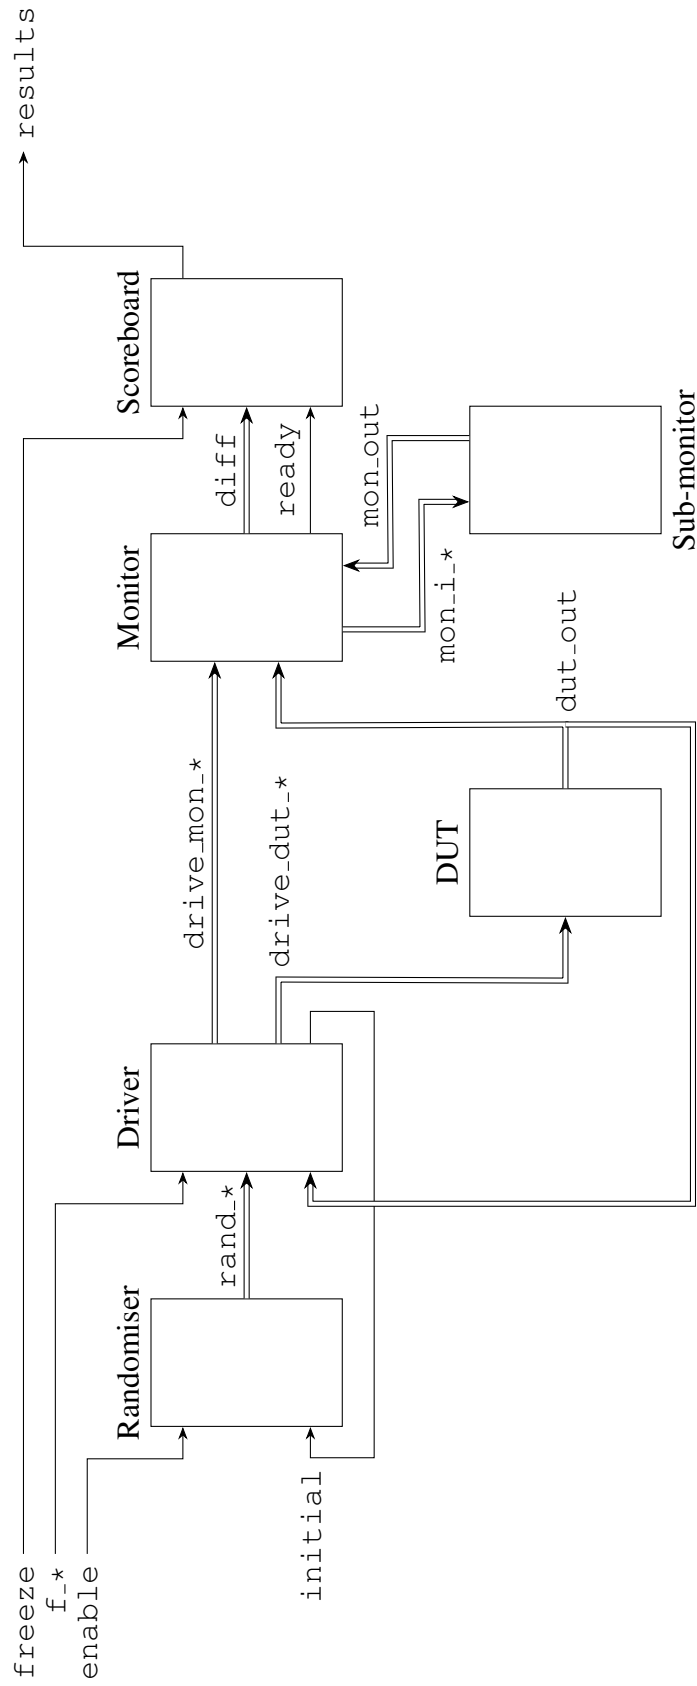 freeze
f_*
enable
results
Randomiser
Driver
Monitor
Scoreboard
rand_*
drive_mon_*
drive_dut_*
diff
ready
initial
mon_out
mon_i_*
DUT
dut_out
Sub-monitor